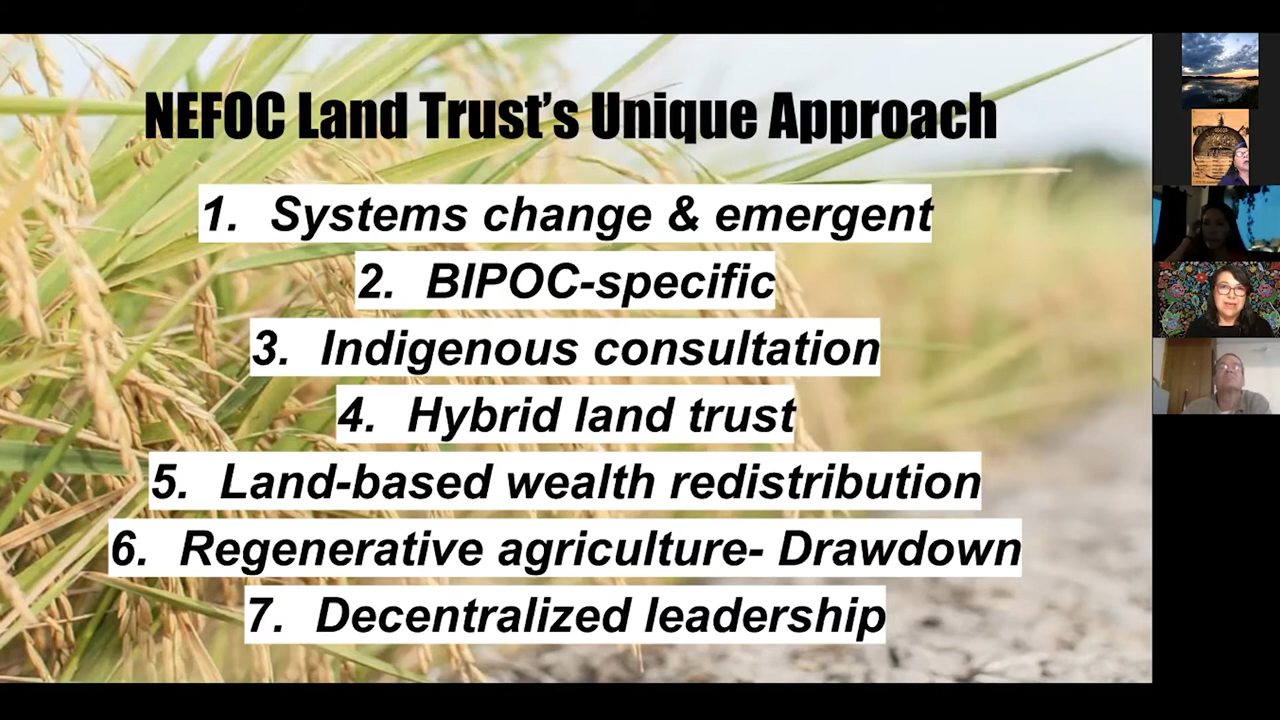 NEFOC Land Trust's Unique Approach
1. Systems change & emergent
2. BIPOC-specific
3. Indigenous consultation
4. Hybrid land trust
5. Land-based wealth redistribution
6. Regenerative agriculture- Drawdown
7. Decentralized leadership